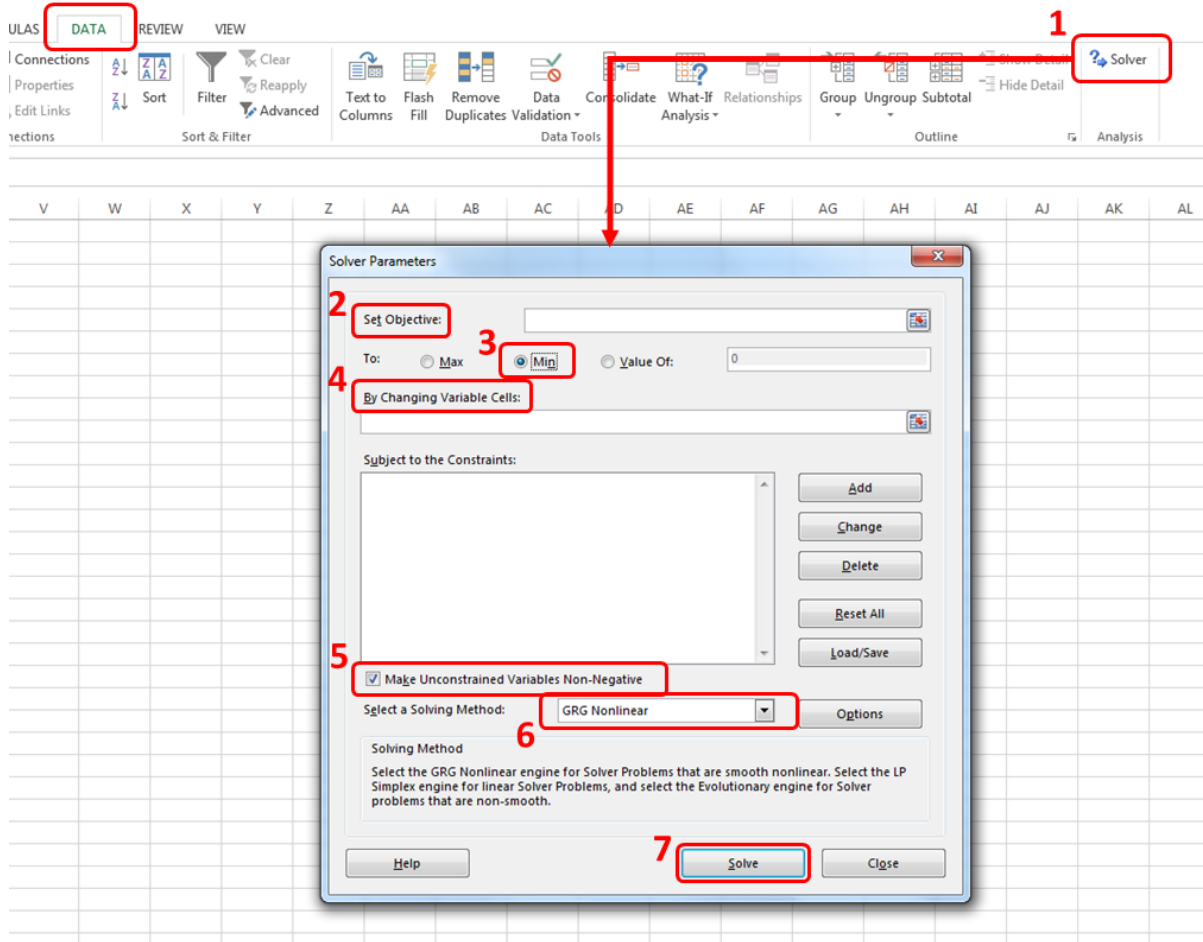 ULAS DATA REVIEW VIEW
1
Connections
Properties
Edit Links
nections
Sort
Filter
Clear
Reapply
Advanced
Sort & Filter
Text to Columns
Flash Fill
Remove Duplicates
Data Validation
Consolidate
What-If Analysis
Relationships
Data Tools
Group
Ungroup
Subtotal
Show Detail
Hide Detail
Outline
Solver
Analysis
V W X Y Z AA AB AC AD AE AF AG AH AI AJ AK AL
Solver Parameters
2
Set Objective:
3
To: Max Min Value Of: 0
4
By Changing Variable Cells:
Subject to the Constraints:
Add
Change
Delete
Reset All
Load/Save
5
Make Unconstrained Variables Non-Negative
Select a Solving Method: GRG Nonlinear Options
6
Solving Method
Select the GRG Nonlinear engine for Solver Problems that are smooth nonlinear. Select the LP
Simplex engine for linear Solver Problems, and select the Evolutionary engine for Solver
problems that are non-smooth.
7
Help Solve Close